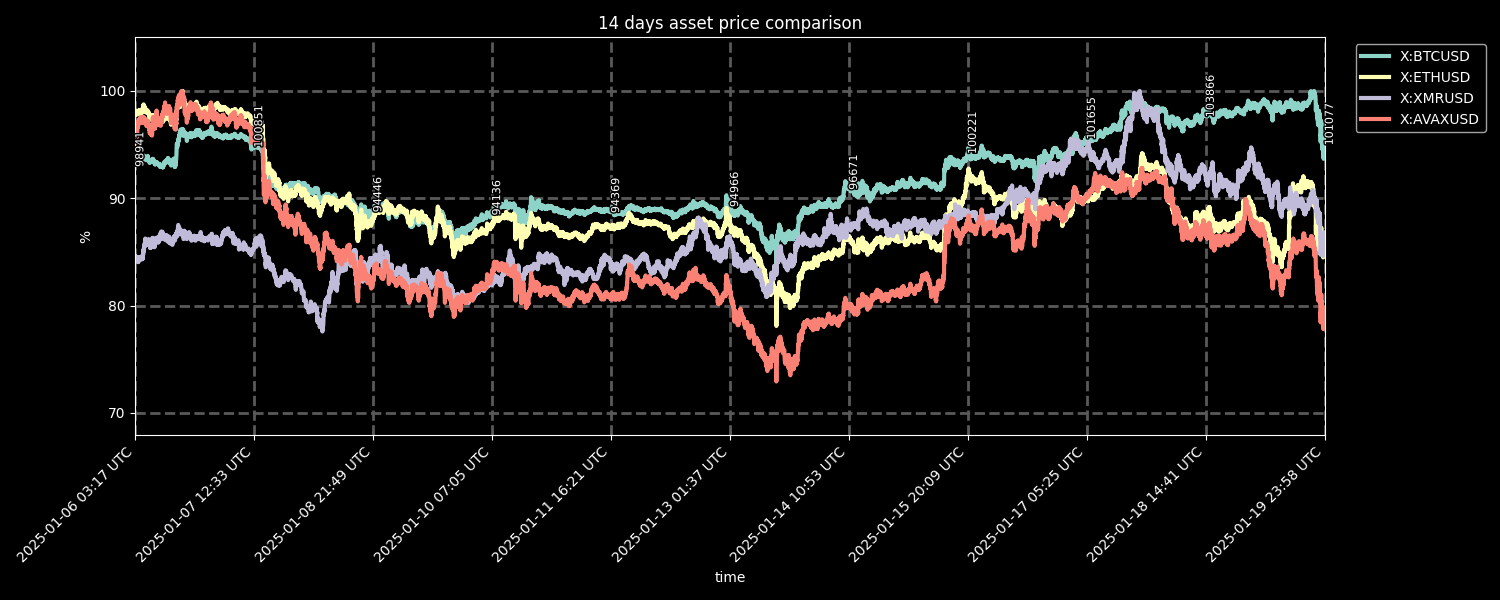 14 days asset price comparison
X:BTCUSD
X:ETHUSD
X:XMRUSD
X:AVAXUSD
100
90
80
70
%
98941
100851
94446
94136
94369
94966
96671
100221
101655
103866
101077
2025-01-06 03:17 UTC
2025-01-07 12:33 UTC
2025-01-08 21:49 UTC
2025-01-10 07:05 UTC
2025-01-11 16:21 UTC
2025-01-13 01:37 UTC
2025-01-14 10:53 UTC
2025-01-15 20:09 UTC
2025-01-17 05:25 UTC
2025-01-18 14:41 UTC
2025-01-19 23:58 UTC
time